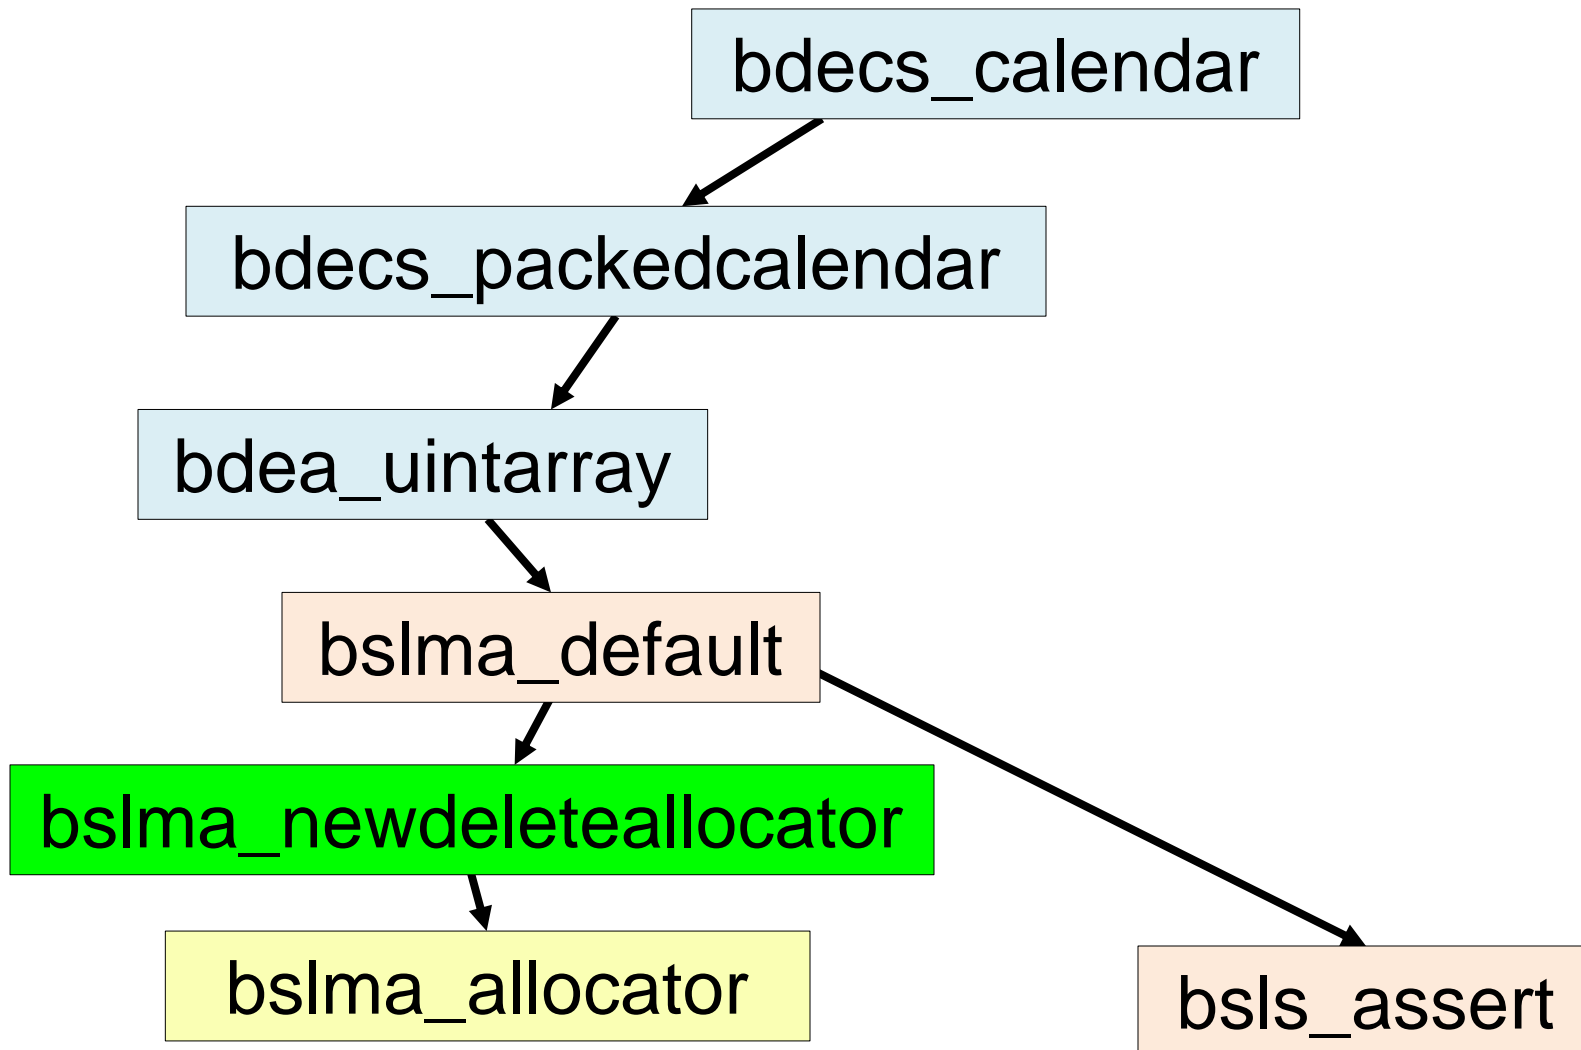 bdecs_calendar
bdecs_packedcalendar
bdea_uintarray
bslma_default
bslma_newdeleteallocator
bslma_allocator
bsls_assert